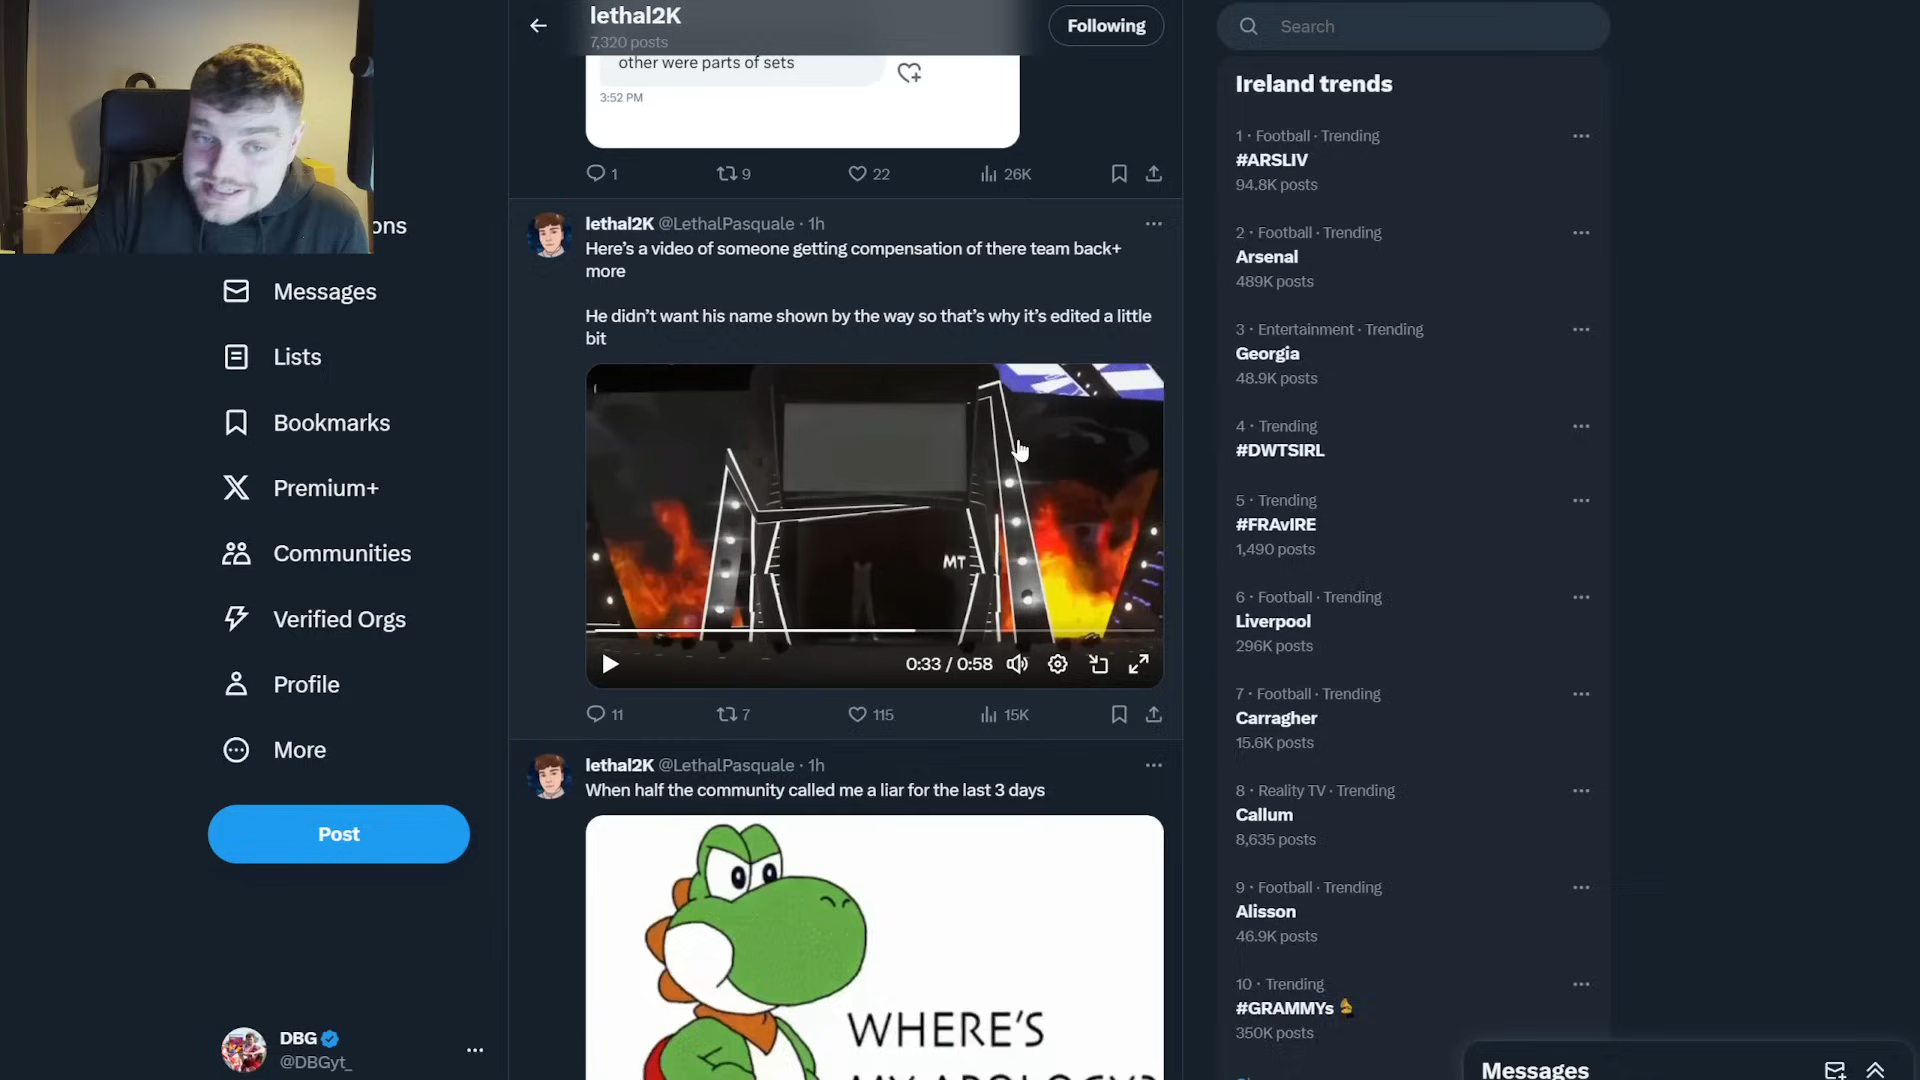 lethal2K
7,320 posts
Following
other were parts of sets
3:52 PM
1
9
22
26K
lethal2K @LethalPasquale · 1h
Here's a video of someone getting compensation of there team back+
more
He didn't want his name shown by the way so that's why it's edited a little
bit
MT
0:33 / 0:58
11
7
115
15K
lethal2K @LethalPasquale · 1h
When half the community called me a liar for the last 3 days
WHERE'S
MY APOLOGY?
ons
Messages
Lists
Bookmarks
Premium+
Communities
Verified Orgs
Profile
More
Post
DBG
@DBGyt_
Search
Ireland trends
1 · Football · Trending
#ARSLIV
94.8K posts
2 · Football · Trending
Arsenal
489K posts
3 · Entertainment · Trending
Georgia
48.9K posts
4 · Trending
#DWTSIRL
5 · Trending
#FRAvIRE
1,490 posts
6 · Football · Trending
Liverpool
296K posts
7 · Football · Trending
Carragher
15.6K posts
8 · Reality TV · Trending
Callum
8,635 posts
9 · Football · Trending
Alisson
46.9K posts
10 · Trending
#GRAMMYs
350K posts
Messages